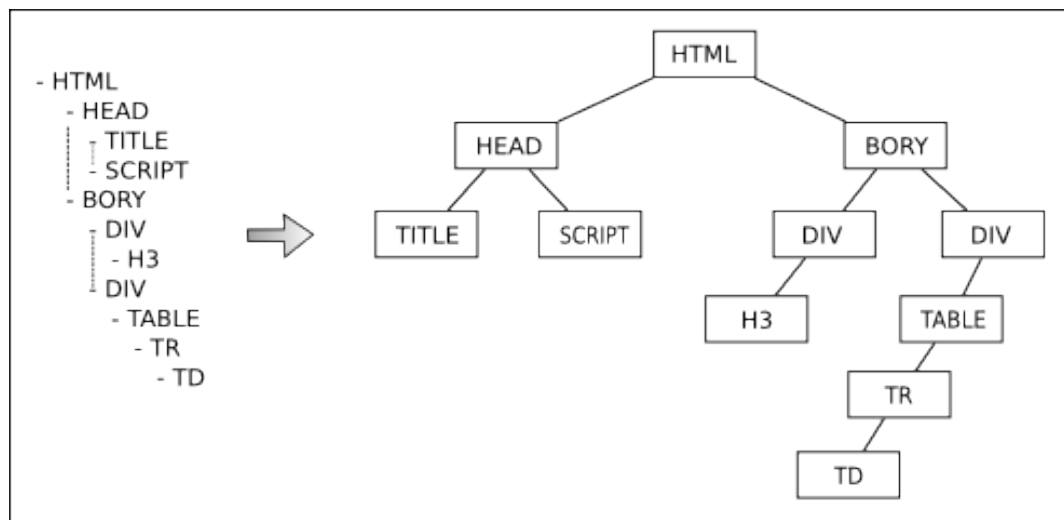 - HTML
- HEAD
- TITLE
- SCRIPT
- BORY
- DIV
- H3
- DIV
- TABLE
- TR
- TD
HTML
HEAD BORY
TITLE SCRIPT DIV DIV
H3 TABLE
TR
TD